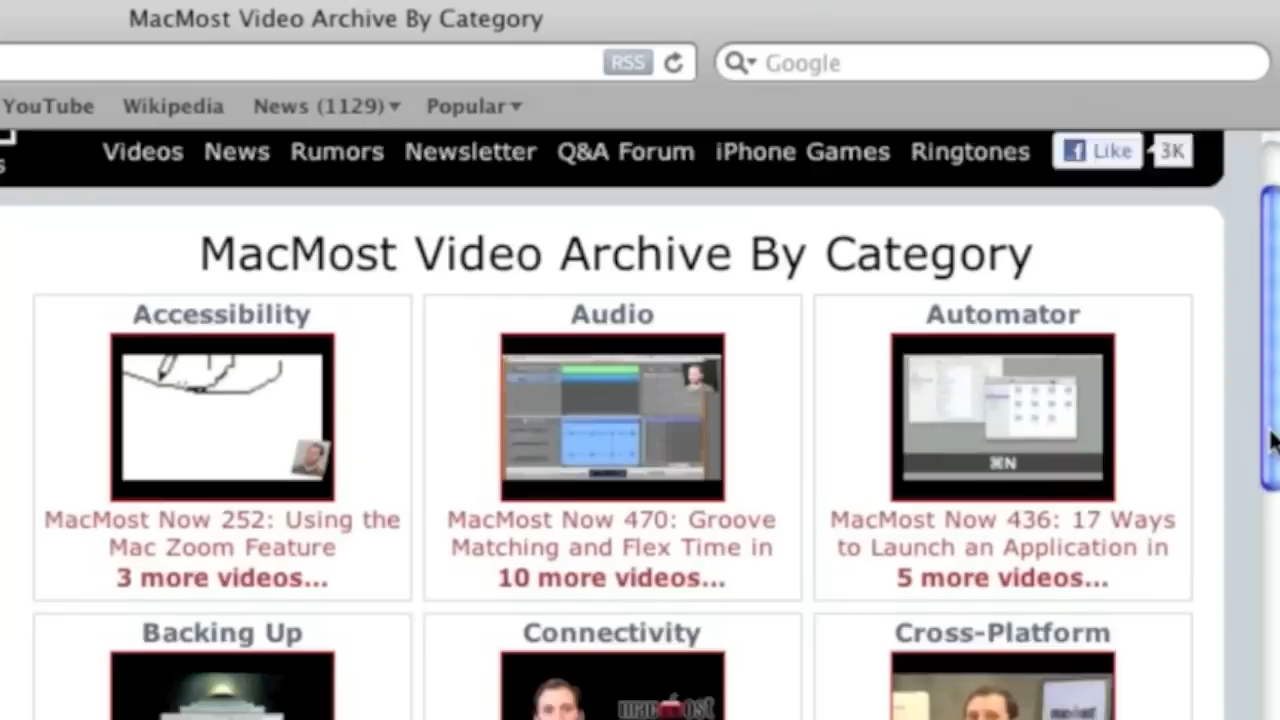 MacMost Video Archive By Category
RSS
Google
YouTube Wikipedia News (1129) Popular
s
Videos News Rumors Newsletter Q&A Forum iPhone Games Ringtones Like 3K
MacMost Video Archive By Category
Accessibility Audio Automator
⌘N
MacMost Now 252: Using the
Mac Zoom Feature
3 more videos...
MacMost Now 470: Groove
Matching and Flex Time in
10 more videos...
MacMost Now 436: 17 Ways
to Launch an Application in
5 more videos...
Backing Up Connectivity Cross-Platform
macmost